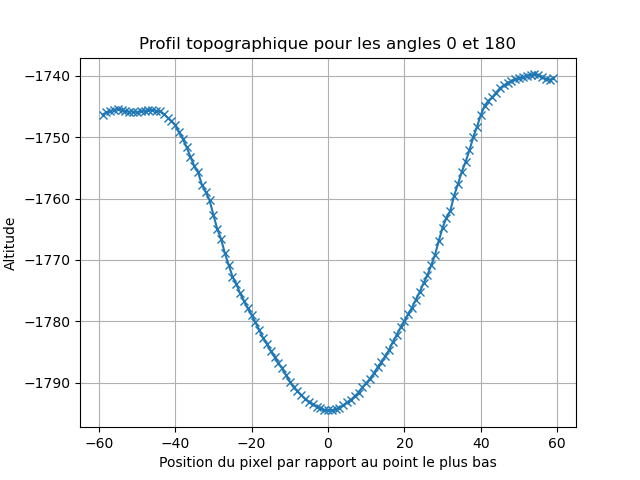 Profil topographique pour les angles 0 et 180
−1740
−1750
−1760
−1770
−1780
−1790
Altitude
−60 −40 −20 0 20 40 60
Position du pixel par rapport au point le plus bas